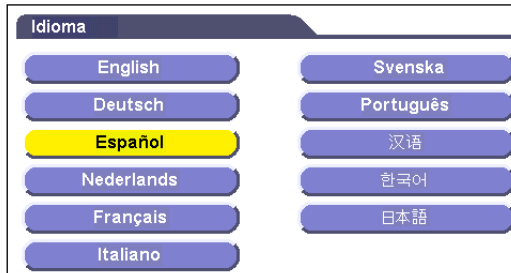 Idioma
English
Deutsch
Español
Nederlands
Français
Italiano
Svenska
Português
汉语
한국어
日本語